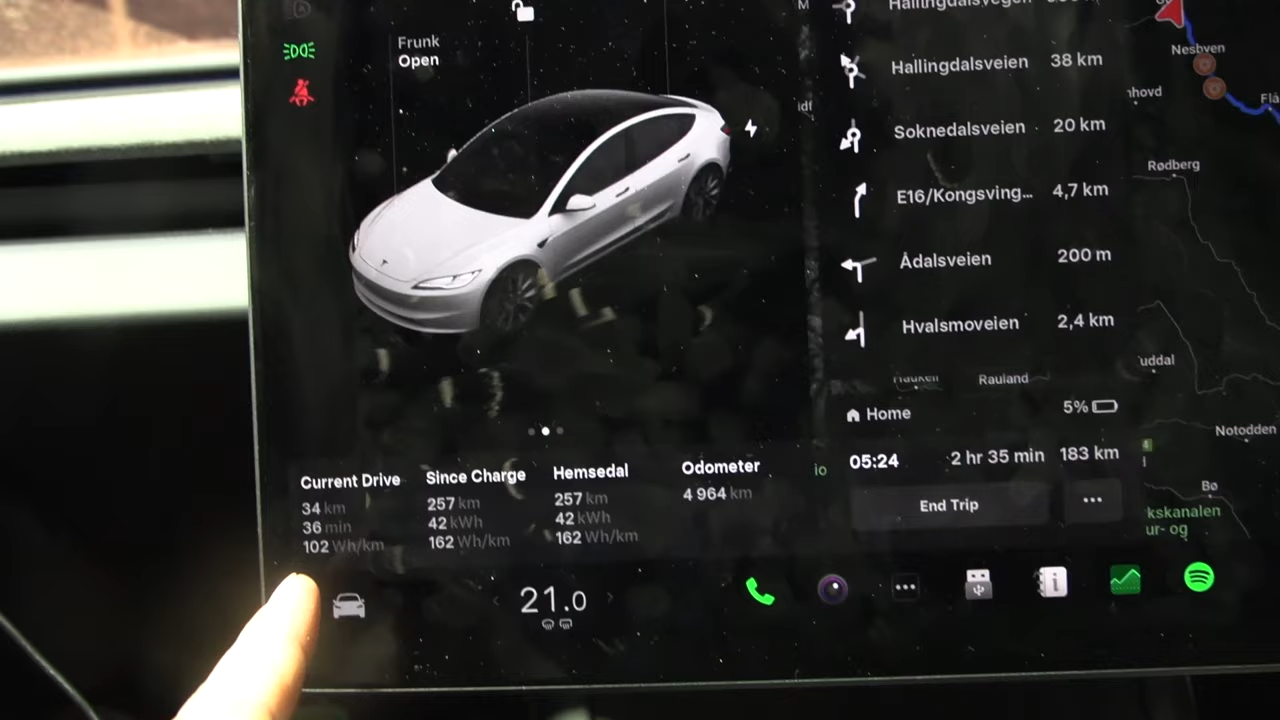 Frunk
Open
Hallingdalsvegen
Hallingdalsveien 38 km
Soknedalsveien 20 km
E16/Kongsving... 4,7 km
Ådalsveien 200 m
Hvalsmoveien 2,4 km
Rauland
Home 5%
05:24 2 hr 35 min 183 km
End Trip ...
Nesbyen
Rødberg
Notodden
Bø
kskanalen
ur- og
Current Drive
34 km
36 min
102 Wh/km
Since Charge
257 km
42 kWh
162 Wh/km
Hemsedal
257 km
42 kWh
162 Wh/km
Odometer
4 964 km
21.0